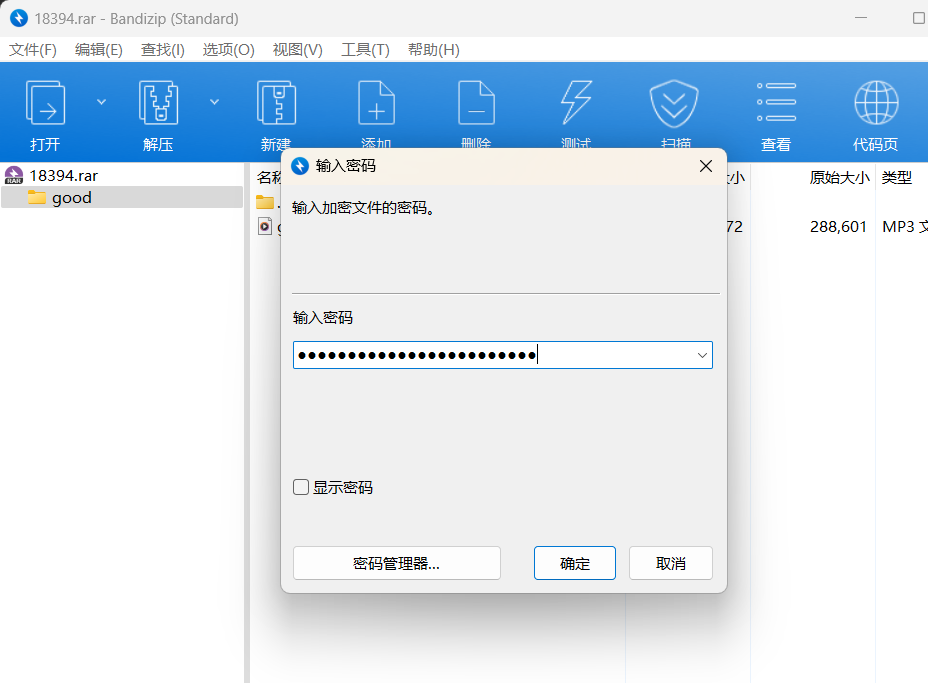 18394.rar - Bandizip (Standard)
文件(F) 编辑(E) 查找(I) 选项(O) 视图(V) 工具(T) 帮助(H)
打开 解压 新建 添加 删除 测试 扫描 查看 代码页
RAR 18394.rar
good
名称 大小 原始大小 类型
72 288,601 MP3 文
输入密码
输入加密文件的密码。
输入密码
●●●●●●●●●●●●●●●●●●●●●●●●
显示密码
密码管理器... 确定 取消